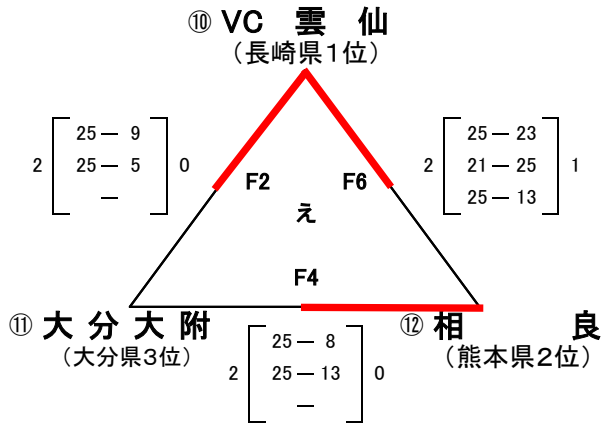 ⑩ VC 雲 仙
(長崎県1位)
25 — 9
25 — 5
—
2 0
25 — 23
21 — 25
25 — 13
2 1
F2 F6
え
F4
⑪ 大 分 大 附
(大分県3位)
⑫ 相 良
(熊本県2位)
25 — 8
25 — 13
—
2 0